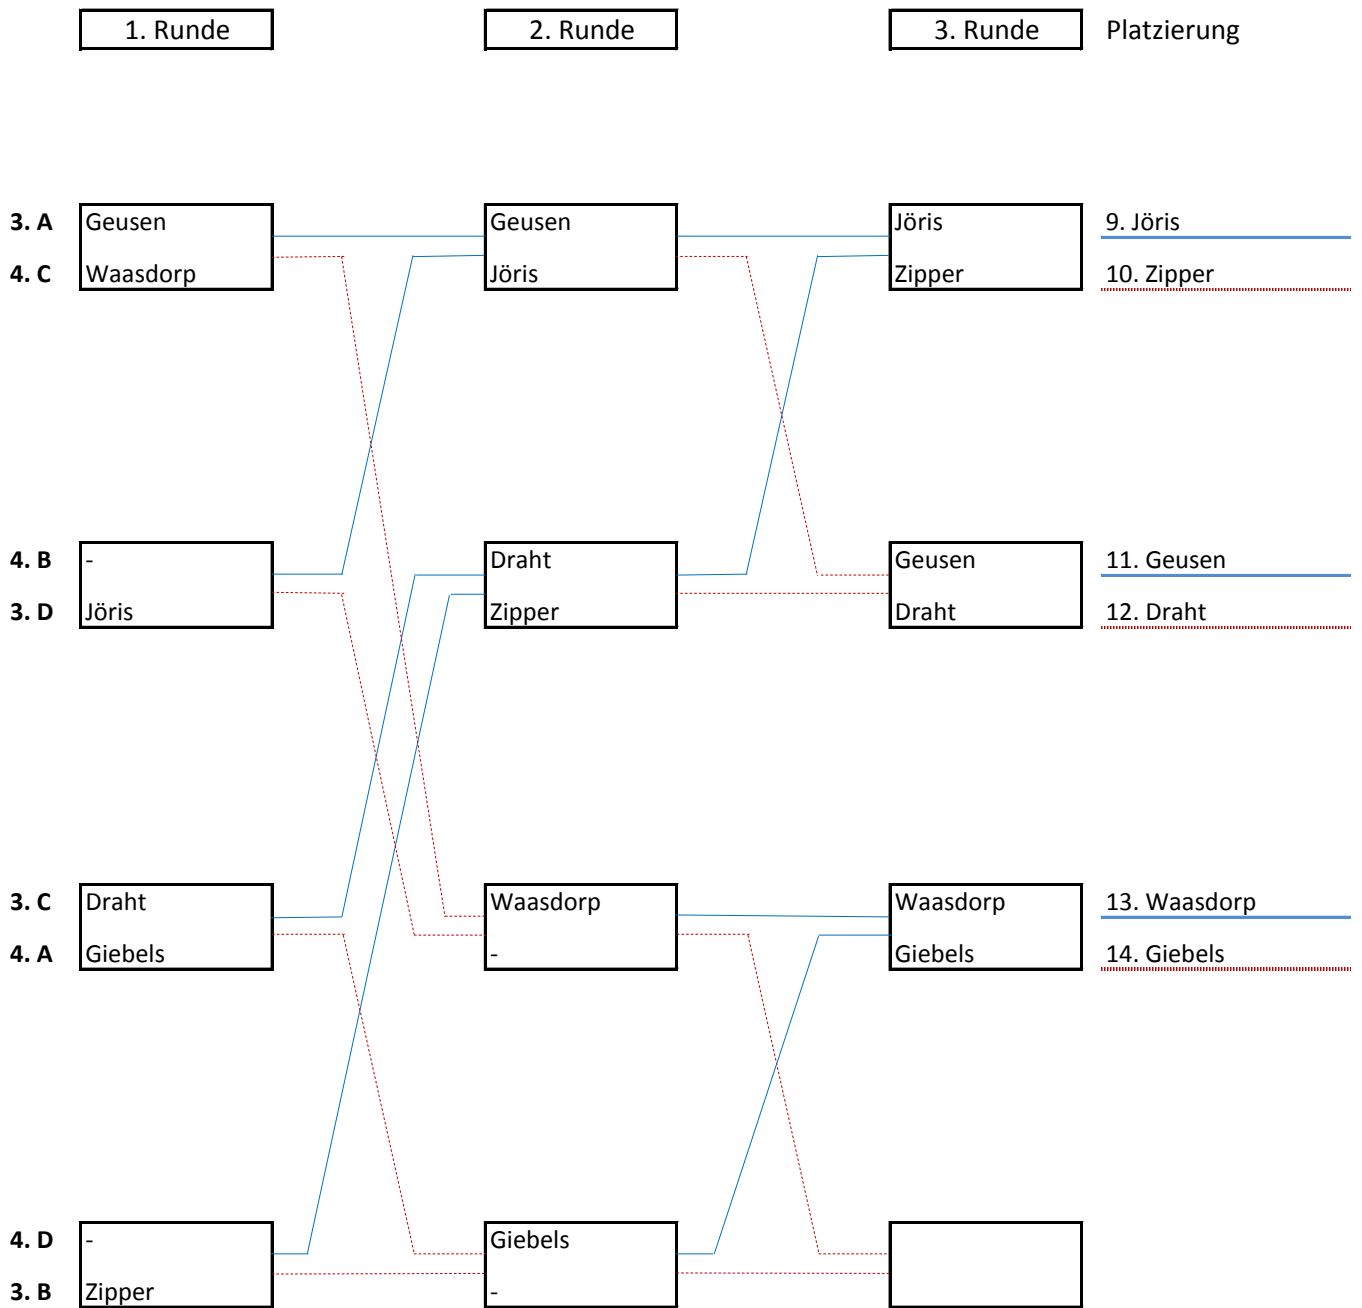 1. Runde 2. Runde 3. Runde Platzierung
3. A Geusen Geusen Jöris 9. Jöris
4. C Waasdorp Jöris Zipper 10. Zipper
4. B - Draht Geusen 11. Geusen
3. D Jöris Zipper Draht 12. Draht
3. C Draht Waasdorp Waasdorp 13. Waasdorp
4. A Giebels - Giebels 14. Giebels
4. D - Giebels
3. B Zipper -